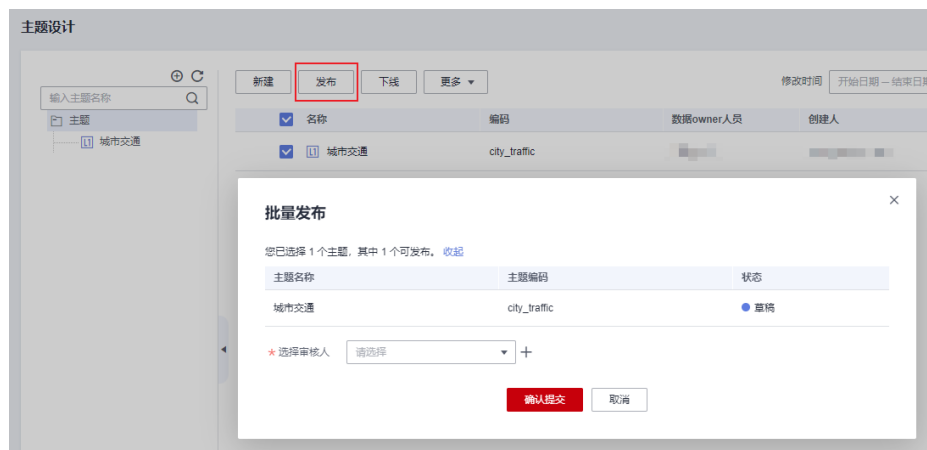 主题设计
新建 发布 下线 更多 修改时间 开始日期 – 结束日期
输入主题名称
主题 名称 编码 数据owner人员 创建人
L1 城市交通 L1 城市交通 city_traffic
批量发布
您已选择 1 个主题，其中 1 个可发布。 收起
主题名称 主题编码 状态
城市交通 city_traffic 草稿
* 选择审核人 请选择
确认提交 取消